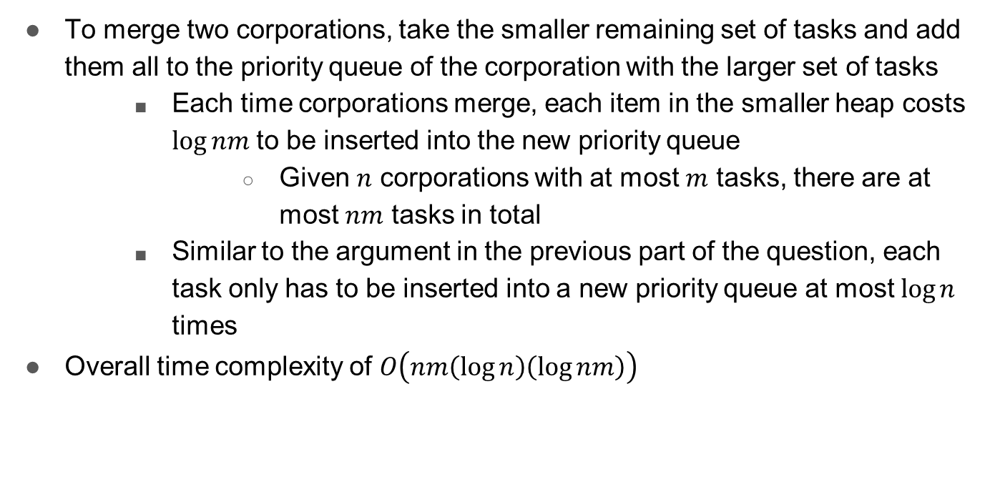 ● To merge two corporations, take the smaller remaining set of tasks and add
them all to the priority queue of the corporation with the larger set of tasks
■ Each time corporations merge, each item in the smaller heap costs
log nm to be inserted into the new priority queue
○ Given n corporations with at most m tasks, there are at
most nm tasks in total
■ Similar to the argument in the previous part of the question, each
task only has to be inserted into a new priority queue at most log n
times
● Overall time complexity of O(nm(log n)(log nm))